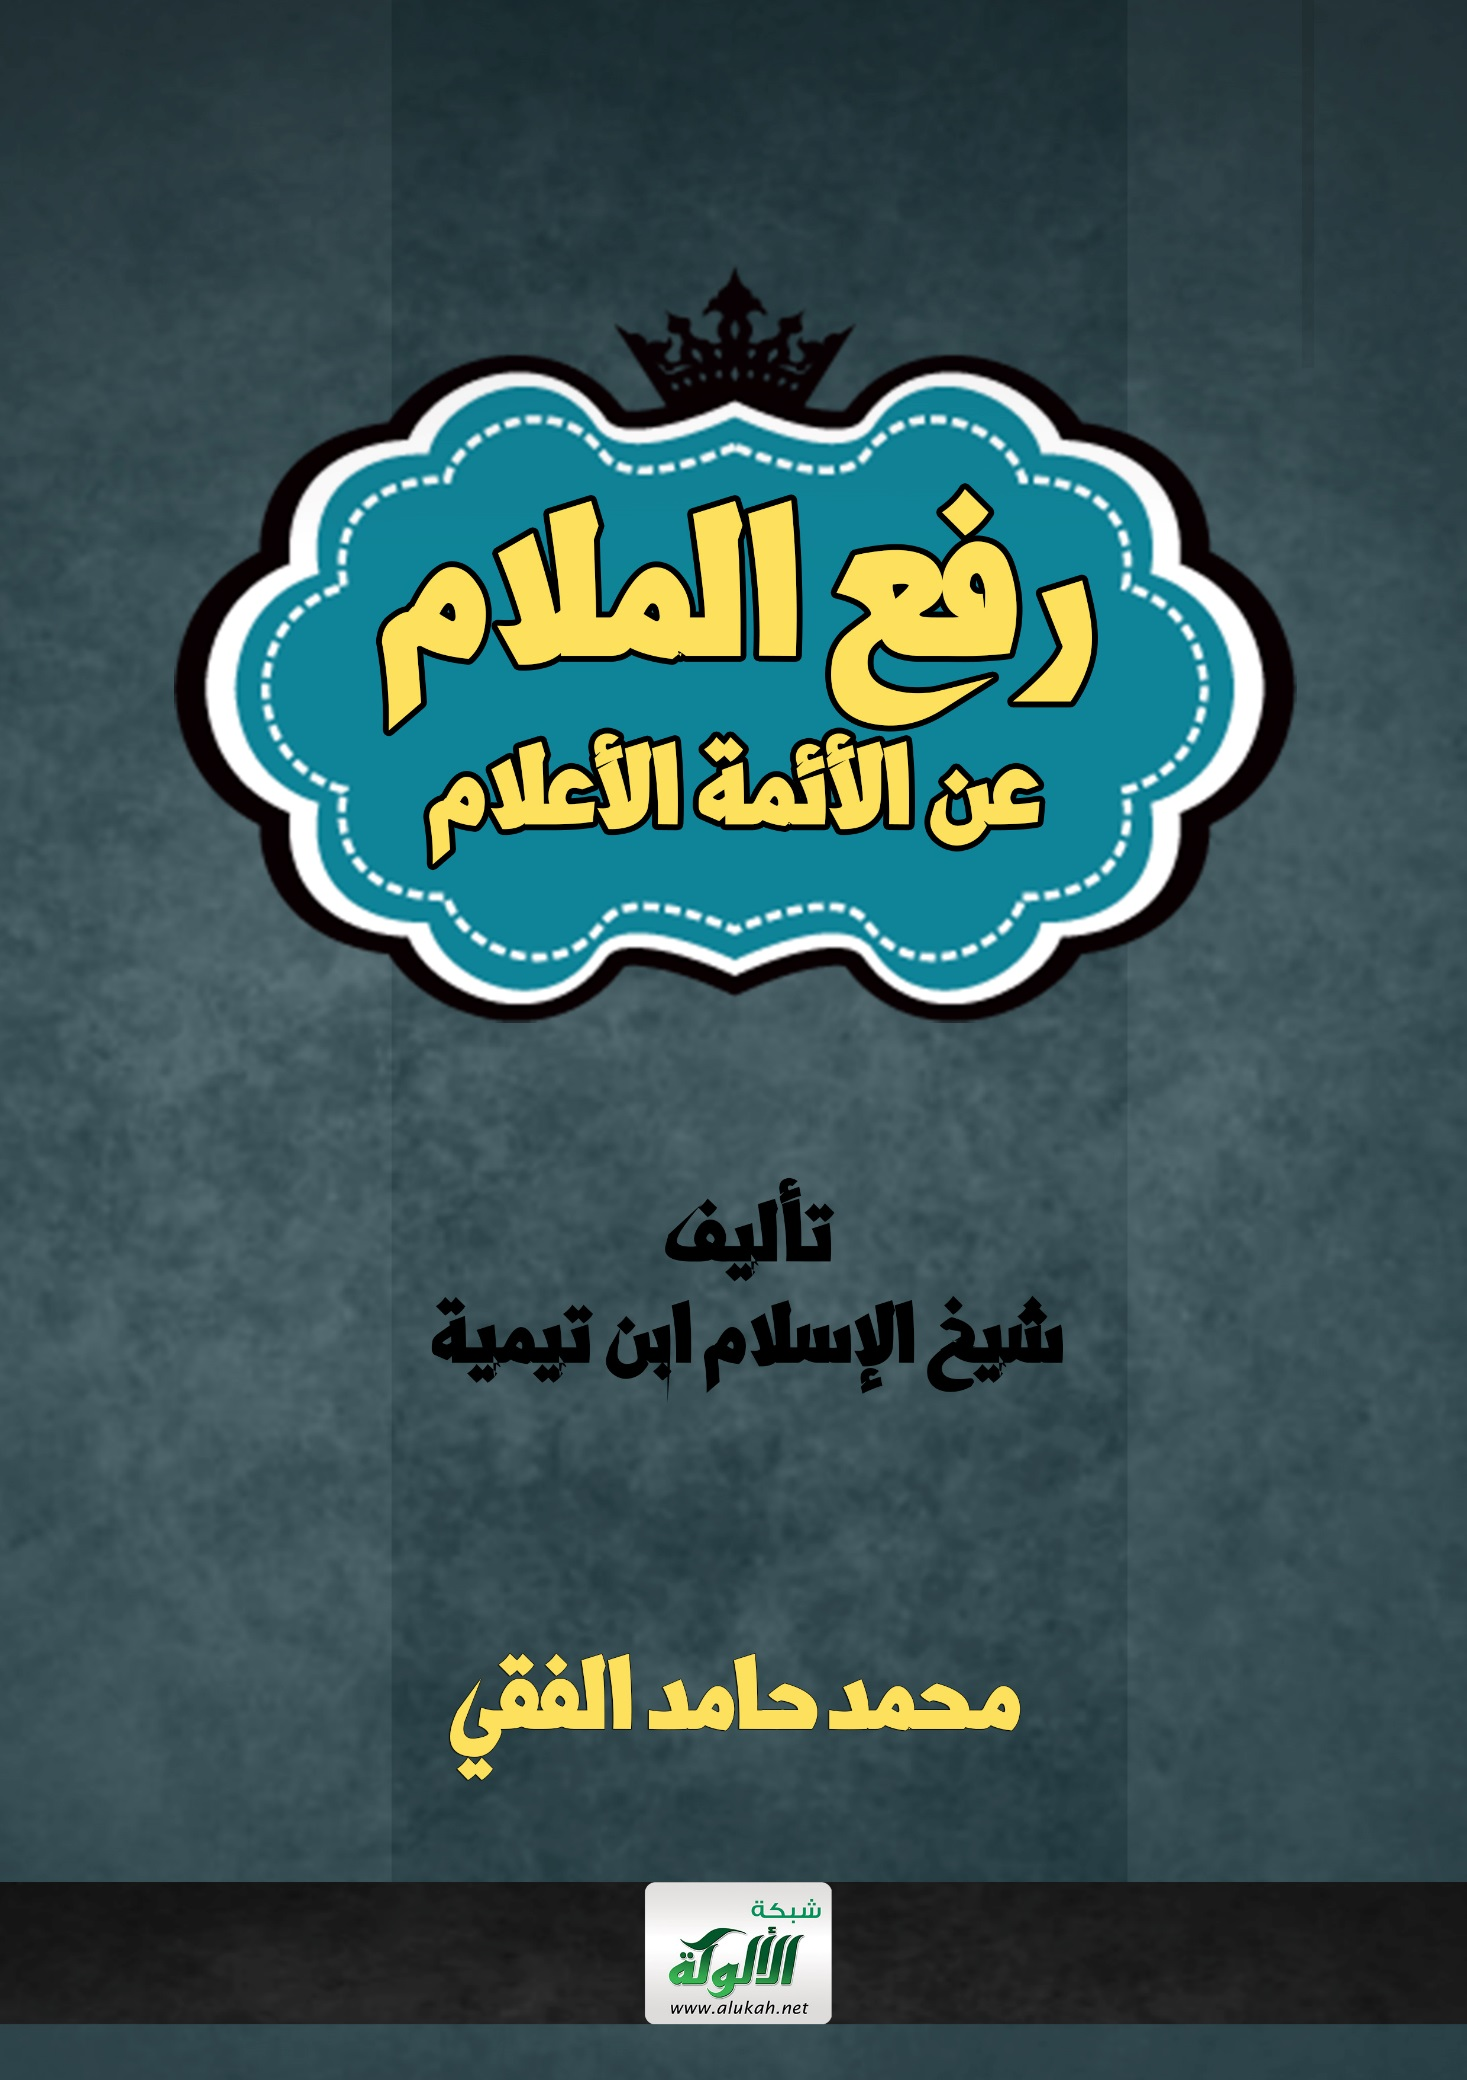 رفع الملام
عن الأئمة الأعلام
تأليف
شيخ الإسلام ابن تيمية
محمد حامد الفقي
شبكة
الألوكة
www.alukah.net